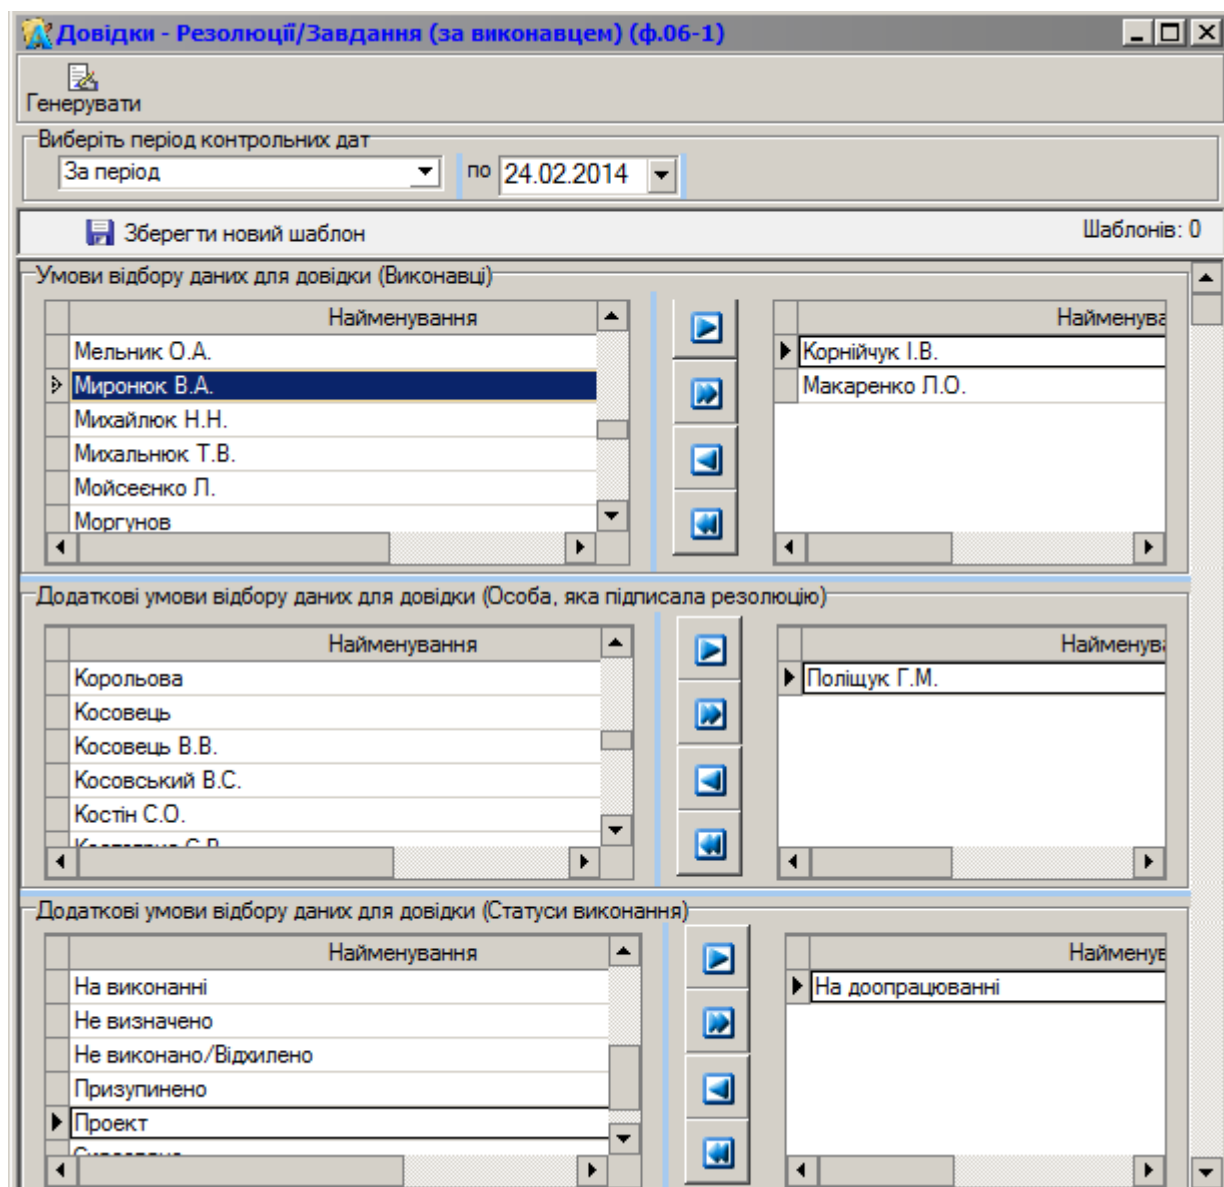 Довідки - Резолюції/Завдання (за виконавцем) (ф.06-1)
Генерувати
Виберіть період контрольних дат
За період по 24.02.2014
Зберегти новий шаблон Шаблонів: 0
Умови відбору даних для довідки (Виконавці)
Найменування Найменува
Мельник О.А. Корнійчук І.В.
Миронюк В.А. Макаренко Л.О.
Михайлюк Н.Н.
Михальнюк Т.В.
Мойсеєнко Л.
Моргунов
Додаткові умови відбору даних для довідки (Особа, яка підписала резолюцію)
Найменування Найменува
Корольова Поліщук Г.М.
Косовець
Косовець В.В.
Косовський В.С.
Костін С.О.
Додаткові умови відбору даних для довідки (Статуси виконання)
Найменування Найменув
На виконанні На доопрацюванні
Не визначено
Не виконано/Відхилено
Призупинено
Проект